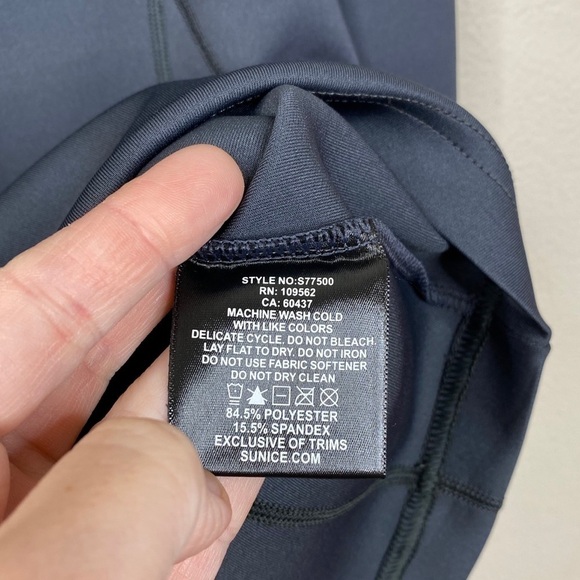 STYLE NO:S77500
RN: 109562
CA: 60437
MACHINE WASH COLD
WITH LIKE COLORS
DELICATE CYCLE. DO NOT BLEACH.
LAY FLAT TO DRY. DO NOT IRON
DO NOT USE FABRIC SOFTENER
DO NOT DRY CLEAN
84.5% POLYESTER
15.5% SPANDEX
EXCLUSIVE OF TRIMS
SUNICE.COM